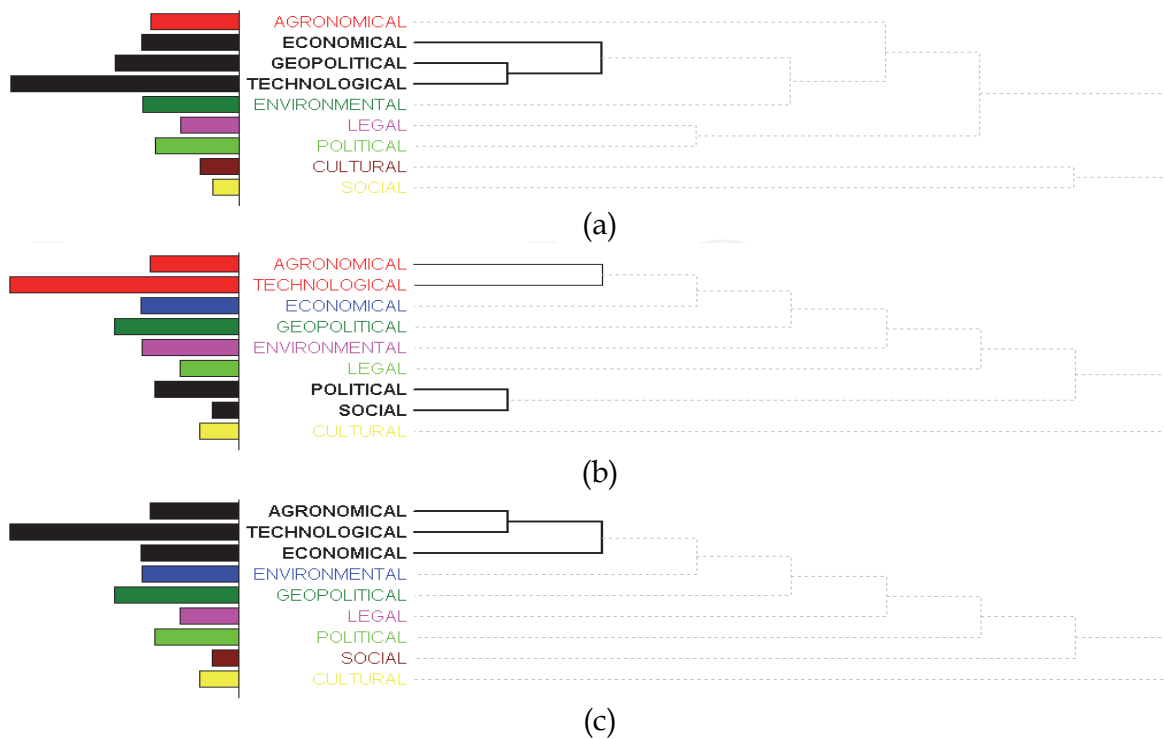 AGRONOMICAL
ECONOMICAL
GEOPOLITICAL
TECHNOLOGICAL
ENVIRONMENTAL
LEGAL
POLITICAL
CULTURAL
SOCIAL
(a)
AGRONOMICAL
TECHNOLOGICAL
ECONOMICAL
GEOPOLITICAL
ENVIRONMENTAL
LEGAL
POLITICAL
SOCIAL
CULTURAL
(b)
AGRONOMICAL
TECHNOLOGICAL
ECONOMICAL
ENVIRONMENTAL
GEOPOLITICAL
LEGAL
POLITICAL
SOCIAL
CULTURAL
(c)